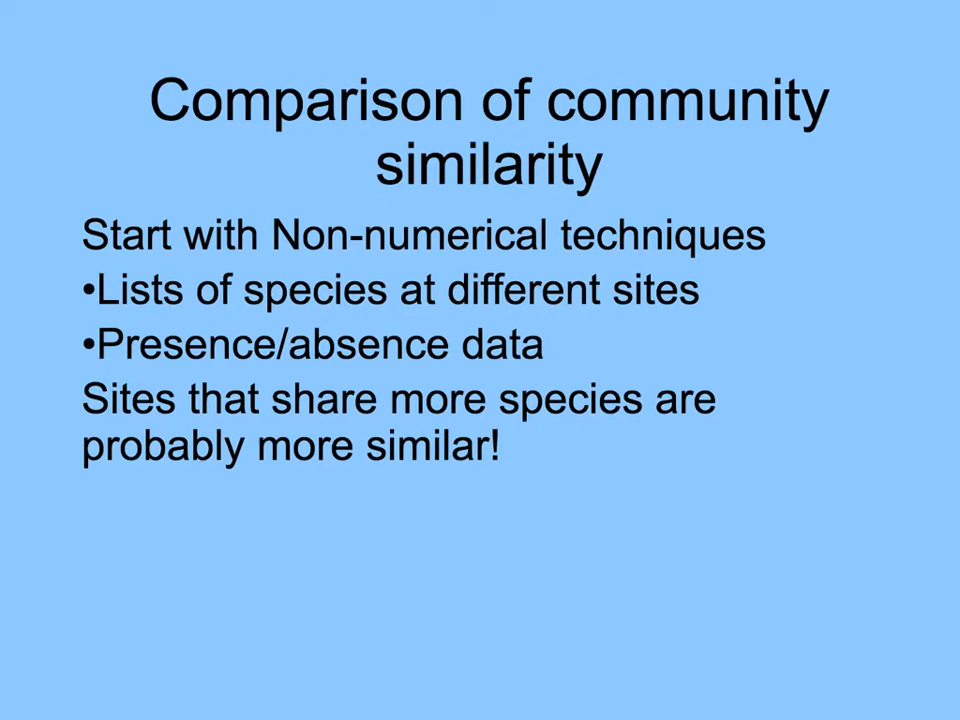 Comparison of community
similarity
Start with Non-numerical techniques
•Lists of species at different sites
•Presence/absence data
Sites that share more species are
probably more similar!